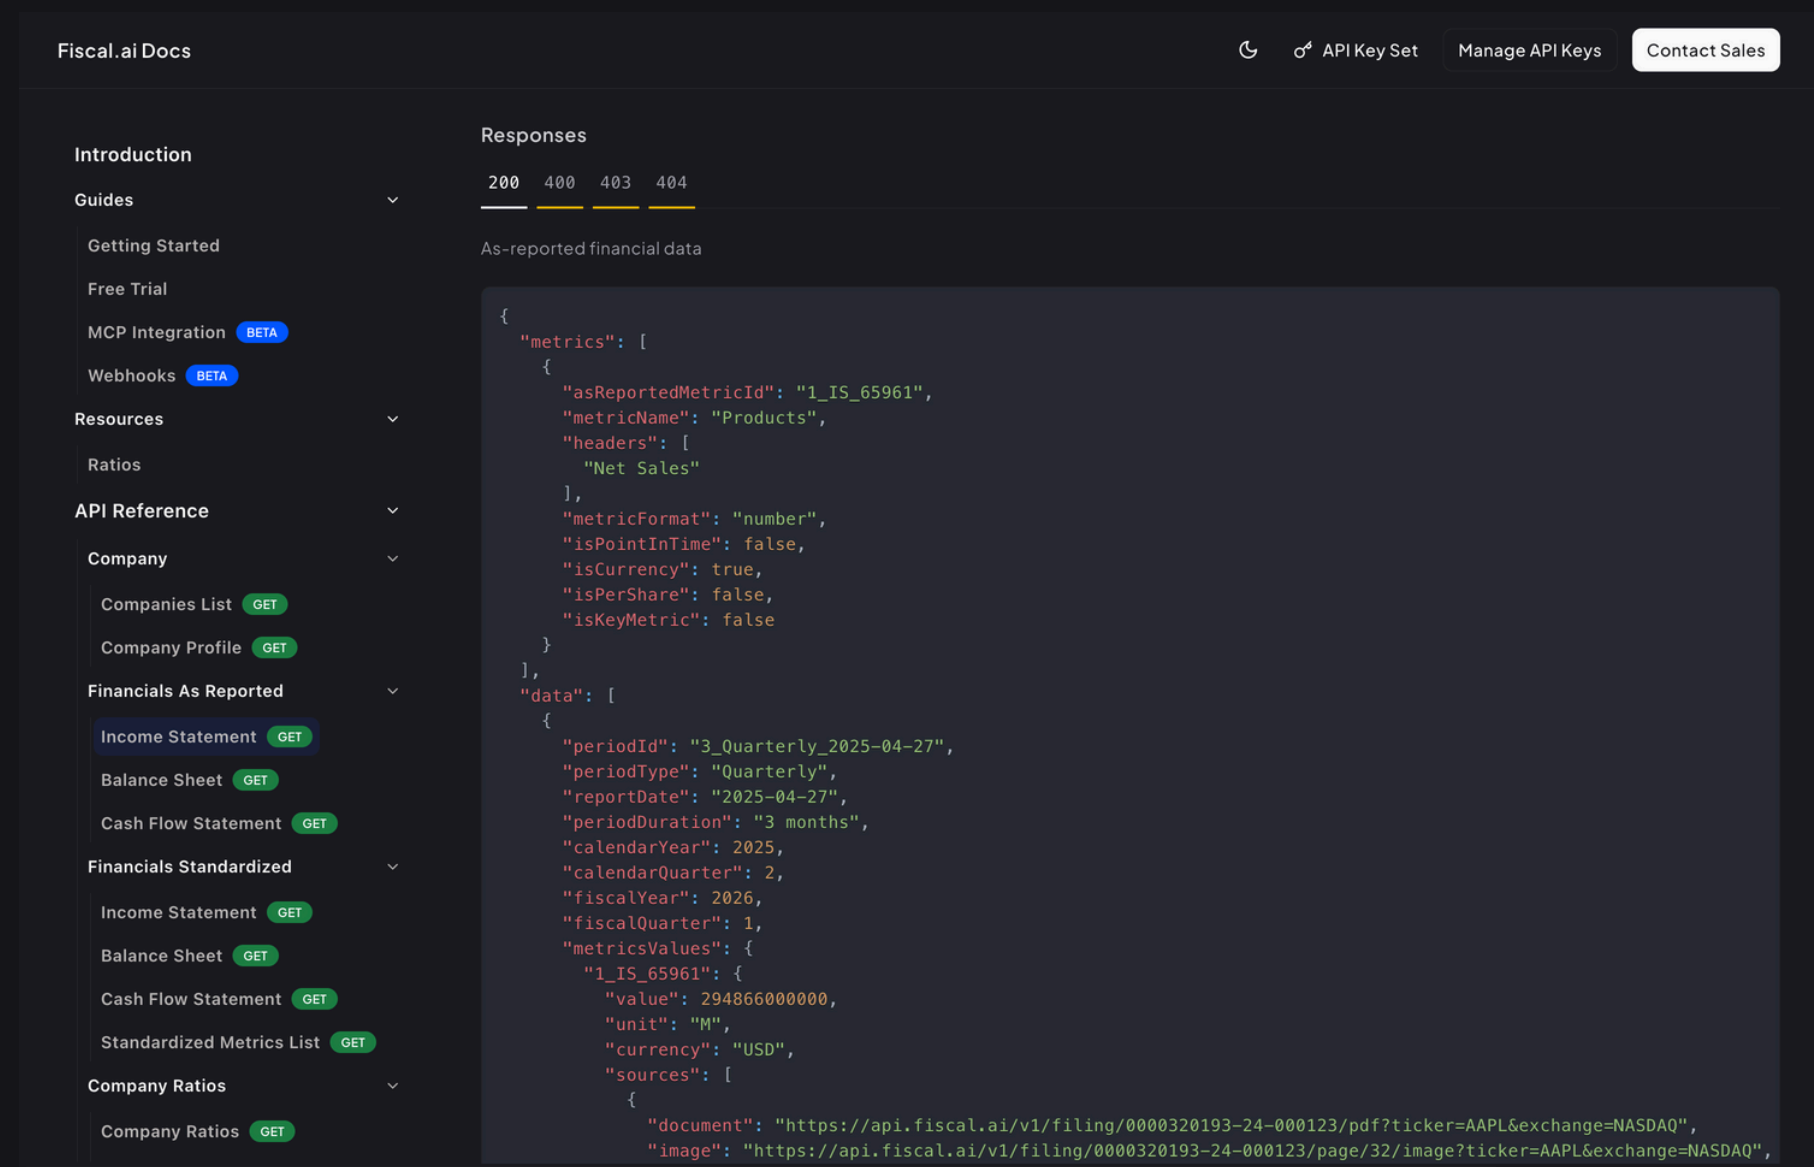 Fiscal.ai Docs
API Key Set
Manage API Keys
Contact Sales
Introduction
Guides
Getting Started
Free Trial
MCP Integration BETA
Webhooks BETA
Resources
Ratios
API Reference
Company
Companies List GET
Company Profile GET
Financials As Reported
Income Statement GET
Balance Sheet GET
Cash Flow Statement GET
Financials Standardized
Income Statement GET
Balance Sheet GET
Cash Flow Statement GET
Standardized Metrics List GET
Company Ratios
Company Ratios GET
Responses
200 400 403 404
As-reported financial data
{
"metrics": [
{
"asReportedMetricId": "1_IS_65961",
"metricName": "Products",
"headers": [
"Net Sales"
],
"metricFormat": "number",
"isPointInTime": false,
"isCurrency": true,
"isPerShare": false,
"isKeyMetric": false
}
],
"data": [
{
"periodId": "3_Quarterly_2025-04-27",
"periodType": "Quarterly",
"reportDate": "2025-04-27",
"periodDuration": "3 months",
"calendarYear": 2025,
"calendarQuarter": 2,
"fiscalYear": 2026,
"fiscalQuarter": 1,
"metricsValues": {
"1_IS_65961": {
"value": 294866000000,
"unit": "M",
"currency": "USD",
"sources": [
{
"document": "https://api.fiscal.ai/v1/filing/0000320193-24-000123/pdf?ticker=AAPL&exchange=NASDAQ",
"image": "https://api.fiscal.ai/v1/filing/0000320193-24-000123/page/32/image?ticker=AAPL&exchange=NASDAQ",